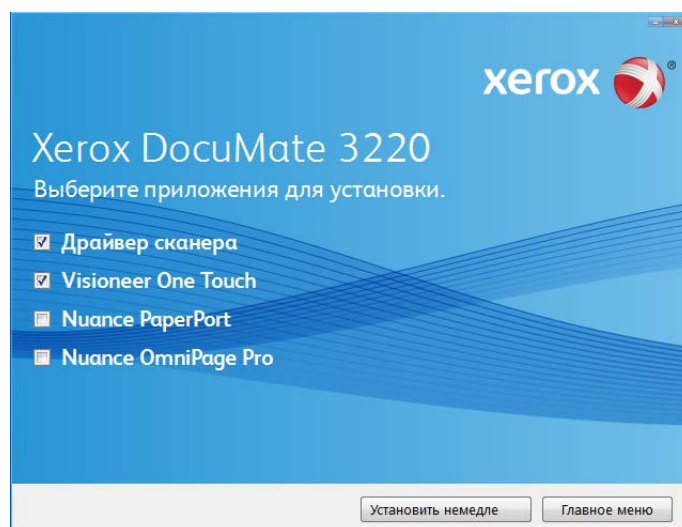 xerox
Xerox DocuMate 3220
Выберите приложения для установки.
Драйвер сканера
Visioneer One Touch
Nuance PaperPort
Nuance OmniPage Pro
Установить немедле
Главное меню